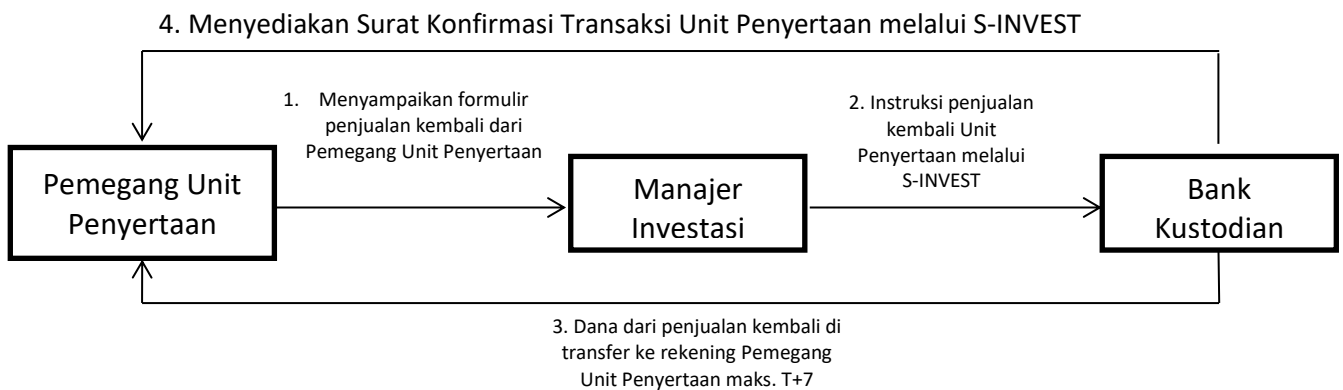 4. Menyediakan Surat Konfirmasi Transaksi Unit Penyertaan melalui S-INVEST
1. Menyampaikan formulir
penjualan kembali dari
Pemegang Unit Penyertaan
2. Instruksi penjualan
kembali Unit
Penyertaan melalui
S-INVEST
Pemegang Unit
Penyertaan
Manajer
Investasi
Bank
Kustodian
3. Dana dari penjualan kembali di
transfer ke rekening Pemegang
Unit Penyertaan maks. T+7